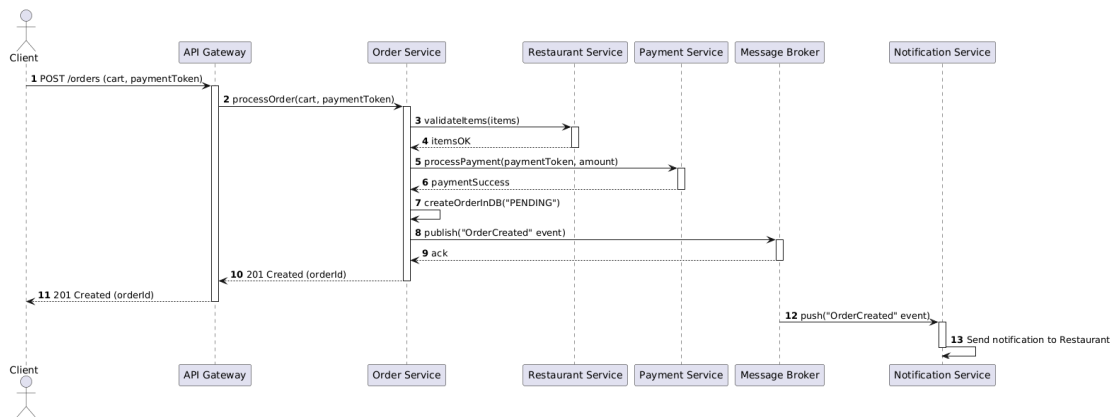 Client
API Gateway
Order Service
Restaurant Service
Payment Service
Message Broker
Notification Service
1 POST /orders (cart, paymentToken)
2 processOrder(cart, paymentToken)
3 validateItems(items)
4 itemsOK
5 processPayment(paymentToken, amount)
6 paymentSuccess
7 createOrderInDB("PENDING")
8 publish("OrderCreated" event)
9 ack
10 201 Created (orderId)
11 201 Created (orderId)
12 push("OrderCreated" event)
13 Send notification to Restaurant
Client
API Gateway
Order Service
Restaurant Service
Payment Service
Message Broker
Notification Service